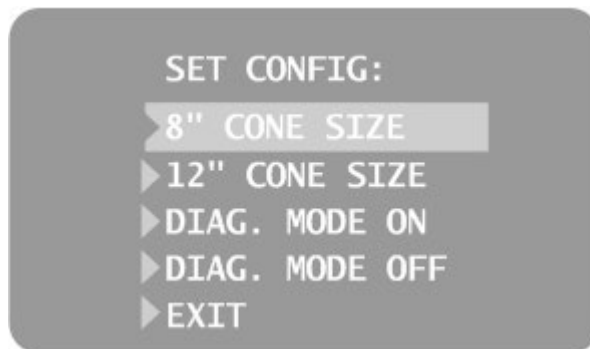 SET CONFIG:
8" CONE SIZE
12" CONE SIZE
DIAG. MODE ON
DIAG. MODE OFF
EXIT